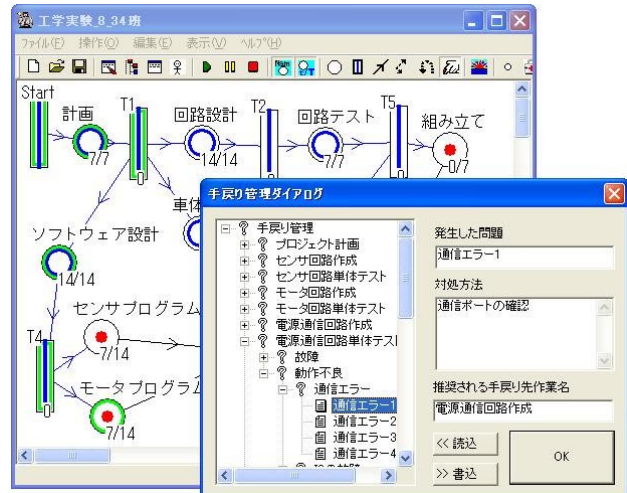 工学実験_8_34班
ファイル(F) 操作(O) 編集(E) 表示(V) ヘルプ(H)
Start
計画
T1
回路設計
T2
回路テスト
T5
組み立て
7/7
14/14
7/7
0/7
車体
ソフトウェア設計
14/14
センサプログラム
T4
7/14
モータプログラ
7/14
手戻り管理ダイアログ
手戻り管理
プロジェクト計画
センサ回路作成
センサ回路単体テスト
モータ回路作成
モータ回路単体テスト
電源通信回路作成
電源通信回路単体テス
故障
動作不良
通信エラー
通信エラー1
通信エラー2
通信エラー3
通信エラー4
発生した問題
通信エラー1
対処方法
通信ポートの確認
推奨される手戻り先作業名
電源通信回路作成
<< 読込
>> 書込
OK